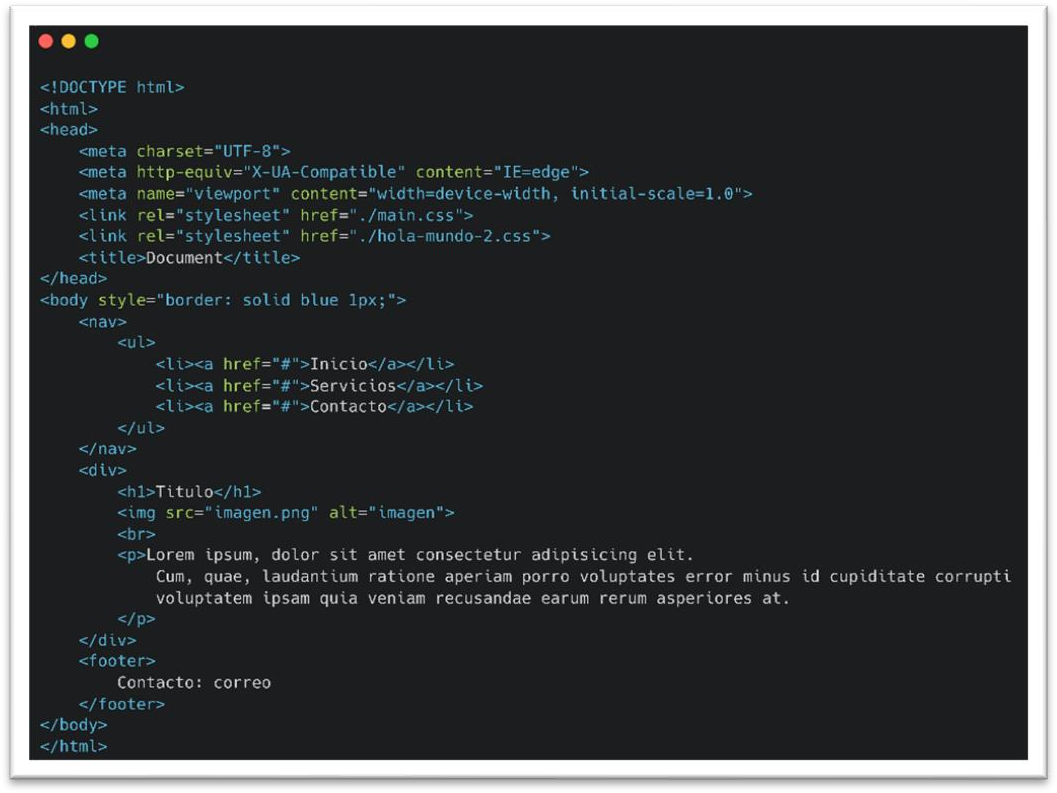 <!DOCTYPE html>
<html>
<head>
    <meta charset="UTF-8">
    <meta http-equiv="X-UA-Compatible" content="IE=edge">
    <meta name="viewport" content="width=device-width, initial-scale=1.0">
    <link rel="stylesheet" href="./main.css">
    <link rel="stylesheet" href="./hola-mundo-2.css">
    <title>Document</title>
</head>
<body style="border: solid blue 1px;">
    <nav>
        <ul>
            <li><a href="#">Inicio</a></li>
            <li><a href="#">Servicios</a></li>
            <li><a href="#">Contacto</a></li>
        </ul>
    </nav>
    <div>
        <h1>Titulo</h1>
        <img src="imagen.png" alt="imagen">
        <br>
        <p>Lorem ipsum, dolor sit amet consectetur adipisicing elit.
            Cum, quae, laudantium ratione aperiam porro voluptates error minus id cupiditate corrupti
            voluptatem ipsam quia veniam recusandae earum rerum asperiores at.
        </p>
    </div>
    <footer>
        Contacto: correo
    </footer>
</body>
</html>